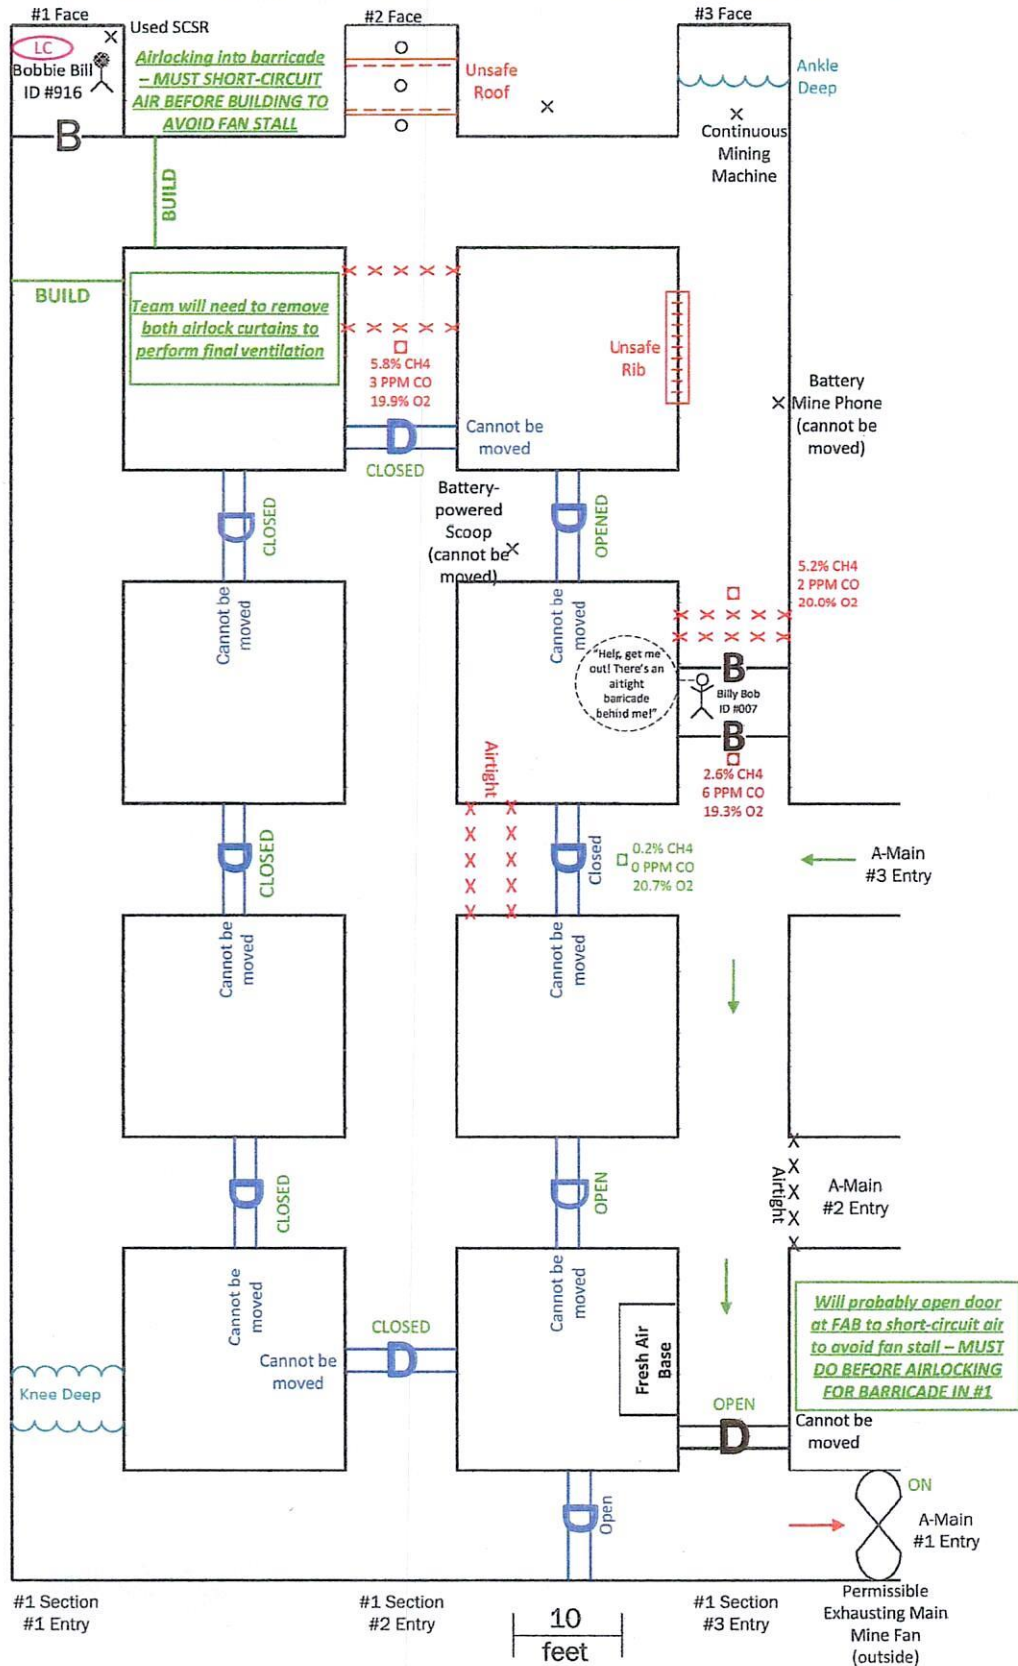 #1 Face
#2 Face
#3 Face
Used SCSR
LC
Bobbie Bill
ID #916
Airlocking into barricade
– MUST SHORT-CIRCUIT
AIR BEFORE BUILDING TO
AVOID FAN STALL
B
Unsafe
Roof
Ankle
Deep
Continuous
Mining
Machine
BUILD
BUILD
Team will need to remove
both airlock curtains to
perform final ventilation
5.8% CH4
3 PPM CO
19.9% O2
Unsafe
Rib
Battery
Mine Phone
(cannot be
moved)
D
CLOSED
Cannot be
moved
D
CLOSED
Cannot be
moved
Battery-
powered
Scoop
(cannot be
moved)
D
OPENED
Cannot be
moved
5.2% CH4
2 PPM CO
20.0% O2
"Help, get me
out! There's an
airtight
barricade
behind me!"
B
Billy Bob
ID #007
B
2.6% CH4
6 PPM CO
19.3% O2
Airtight
D
CLOSED
Cannot be
moved
D
Closed
Cannot be
moved
0.2% CH4
0 PPM CO
20.7% O2
A-Main
#3 Entry
D
CLOSED
Cannot be
moved
D
OPEN
Cannot be
moved
Airtight
A-Main
#2 Entry
Knee Deep
CLOSED
D
Cannot be
moved
Fresh Air
Base
Will probably open door
at FAB to short-circuit air
to avoid fan stall – MUST
DO BEFORE AIRLOCKING
FOR BARRICADE IN #1
OPEN
D
Cannot be
moved
D
Open
ON
A-Main
#1 Entry
#1 Section
#1 Entry
#1 Section
#2 Entry
10
feet
#1 Section
#3 Entry
Permissible
Exhausting Main
Mine Fan
(outside)